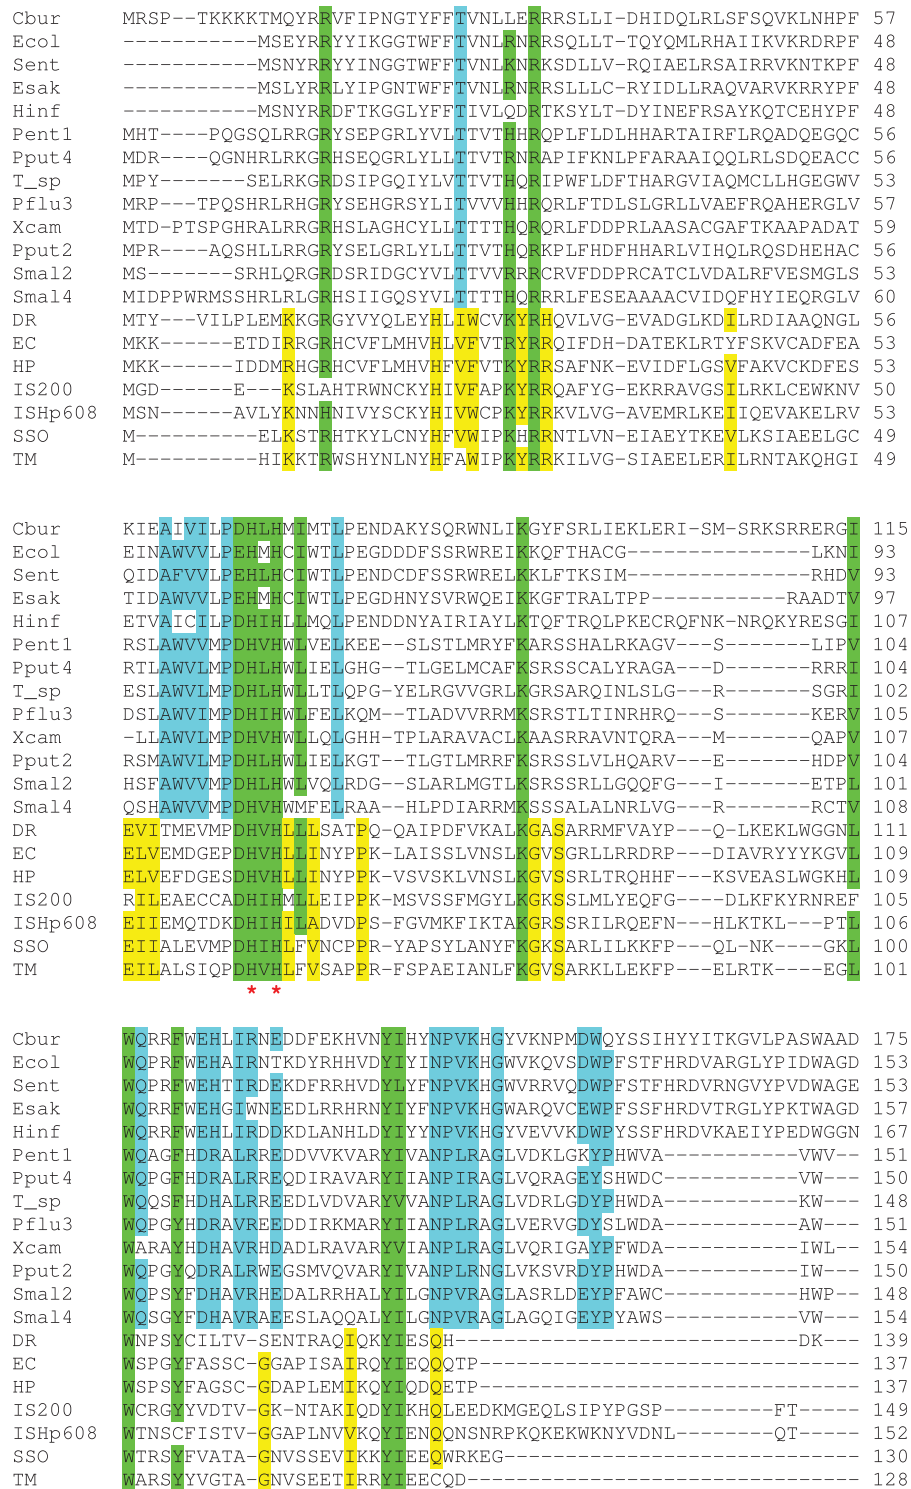 Cbur MRSP--TKKKKTMQYRRVFIPNGTYFFTVNLLERRRSLLI-DHIDQLRLSFSQVKLNHPF 57
Ecol -----------MSEYRRYYIKGGTWFFTVNLRNRRSQLLT-TQYQMLRHAIIKVKRDRPF 48
Sent -----------MSNYRRYYINGGTWFFTVNLKNRKSDLLV-RQIAELRSAIRRVKNTKPF 48
Esak -----------MSLYRRLYIPGNTWFFTVNLRNRRSLLLC-RYIDLLRAQVARVKRRYPF 48
Hinf -----------MSNYRRDFTKGGLYFFTIVLQDRTKSYLT-DYINEFRSAYKQTCEHYPF 48
Pent1 MHT----PQGSQLRRGRYSEPGRLYLVLTTVTHHRQPLFLDLHHARTAIRFLRQADQEGQC 56
Pput4 MDR----QGNHRLRKGRHSEQGRLYLLTTVTRNRAPIFKNLPFARAAIQQLRLSDQEACC 56
T_sp MPY-------SELRKGRDSIPGQIYLVTTVTHQRIPWFLDFTHARGVIAQMCLLHGEGWV 53
Pflu3 MRP---TPQSHRLRHGRYSEHGRSYLITVVVHHRQRLFTDLSLGRLLVAEFRQAHERGLV 57
Xcam MTD-PTSPGHRALRRGRHSLAGHCYLLTTTTHQRQRLFDDPRLAASACGAFTKAAPADAT 59
Pput2 MPR---AQSHLLRRGRYSELGRLYLLTTVTHQRKPLFHDFHHARLVIHQLRQSDHEHAC 56
Smal2 MS-------SRHLQRGRDSRIDGCYVLTTVVRRRCRVFDDPRCATCLVDALRFVESMGLS 53
Smal4 MIDPPWRMSSHRLRLGRHSIIGQSYVLTTTTHQRRRLFESEAAAACVIDQFHYIEQRGLV 60
DR MTY---VILPLEMKKGRGYVYQLEYHLIWCVKYRHQVLVG-EVADGLKDILRDIAAQNGL 56
EC MKK------ETDIRRGRHCVFLMHVHLVFVTKYRRQIFDH-DATEKLRTYFSKVCADFEA 53
HP MKK------IDDMRHGRHCVFLMHVHFVFVTKYRRSAFNK-EVIDFLGSVFAKVCKDFES 53
IS200 MGD------E---KSLAHTRWNCKYHIVFAPKYRRQAFYG-EKRRAVGSILRKLCEWKNV 50
ISHp608 MSN------AVLYKNNHNIVYSCKYHIVWCPKYRRKVLVG-AVEMRLKEIIQEVAKELRV 53
SSO M----------ELKSTRHTKYLCNYHFVWIPKHRRNTLVN-EIAEYTKEVLKSIAEELGC 49
TM M----------HIKKTRWSHYNLNYHFAWIPKYRRKILVG-SIAEELERILRNTAKQHGI 49
Cbur KIEAIVILPDHLHMIMTLPENDAKYSQRWNLIKGYFSRLIEKLERI-SM-SRKSRRERGI 115
Ecol EINAWVVLPEHMHCIWTLPEGDDDFSSRWREIKKQFTHACG---------------LKNI 93
Sent QIDAFVVLPEHLHCIWTLPENDCDFSSRWRELKKLFTKSIM---------------RHDV 93
Esak TIDAWVVLPEHMHCIWTLPEGDHNYSVRWQEIKKGFTRALTPP-----------RAADTV 97
Hinf ETVAICILPDHIHLLMQLPENDDNYAIRIAYLKTQFTRQLPKECRQFNK-NRQKYRESGI 107
Pent1 RSLAWVVMPDHVHWLVELKEE--SLSTLMRYFKARSSHALRKAGV---S-------LIPV 104
Pput4 RTLAWVLMPDHLHWLIELGHG--TLGELMCAFKSRSSCALYRAGA---D-------RRRI 104
T_sp ESLAWVLMPDHLHWLLTLQPG-YELRGVVGRLKGRSARQINLSLG---R-------SGRI 102
Pflu3 DSLAWVIMPDHIHWLFELKQM--TLADVVRRMKSRSTLTINRHRQ---S-------KERV 105
Xcam -LLAWVLMPDHVHWLLQLGHH-TPLARAVACLKAASRRAVNTQRA---M-------QAPV 107
Pput2 RSMAWVLMPDHLHWLIELKGT--TLGTLMRRFKSRSSLVLHQARV---E-------HDPV 104
Smal2 HSFAWVVMPDHLHWLVQLRDG--SLARLMGTLKSRSSRLLGQQFG---I-------ETPL 101
Smal4 QSHAWVVMPDHVHWMFELRAA--HLPDIARRMKSSSALALNRLVG---R-------RCTV 108
DR EVITMEVMPDHVHLLLSATPQ-QAIPDFVKALKGASARRMFVAYP---Q-LKEKLWGGNL 111
EC ELVEMDGEPDHVHLLINYPPK-LAISSLVNSLKGVSGRLLRRDRP---DIAVRYYYKGVL 109
HP ELVEFDGESDHVHLLINYPPK-VSVSKLVNSLKGVSSRLTRQHHF---KSVEASLWGKHL 109
IS200 RILEAECCADHIHMLLEIPPK-MSVSSFMGYLKGKSSLMLYEQFG---DLKFKYRNREF 105
ISHp608 EIIEMQTDKDHIHILADVDPS-FGVMKFIKTAKGRSSRILRQEFN---HLKTKL---PTL 106
SSO EIIALEVMPDHIHLFVNCPPR-YAPSYLANYFKGKSARLILKKFP---QL-NK---GKL 100
TM EILALSIQPDHVHLFVSAPPR-FSPAEIANLFKGVSARKLLEKFP---ELRTK----EGL 101
* *
Cbur WQRRFWEHLIRNEDDFEKHVNYIHYNPVKHGYVKNPMDWQYSSIHYYITKGVLPASWAAD 175
Ecol WQPRFWEHAIRNTKDYRHHVDYIYINPVKHGWVKQVSDWPFSTFHRDVARGLYPIDWAGD 153
Sent WQPRFWEHTIRDEKDFRRHVDYLYFNPVKHGWVRRVQDWPFSTFHRDVRNGVYPVDWAGE 153
Esak WQRRFWEHGIWNEEDLRRHRNYIYFNPVKHGWARQVCEWPFSSFHRDVTRGLYPKTWAGD 157
Hinf WQRRFWEHLIRDDKDLANHLDYIYYNPVKHGYVEVVKDWPYSSFHRDVKAEIYPEDWGGN 167
Pent1 WQAGFHDRALRREDDVVKVARYIVANPLRAGLVDKLGKYPHWVA-----------VWV-- 151
Pput4 WQPGFHDRALRREQDIRAVARYIVANPIRAGLVQRAGEYSHWDC-----------VW--- 150
T_sp WQQSFHDHALRREEDLVDVARYVVANPLRAGLVDRLGDYPHWDA-----------KW--- 148
Pflu3 WQPGYHDRAVREEDDIRKMARYIIANPLRAGLVERVGDYSLWDA-----------AW--- 151
Xcam WARAYHDHAVRHDADLRAVARYVIANPLRAGLVQRIGAYPFWDA-----------IWL-- 154
Pput2 WQPGYQDRALRWEGSMVQVARYIVANPLRNGLVKSVRDYPHWDA-----------IW--- 150
Smal2 WQPSYFDHAVRHEDALRRHALYILGNPVRAGLASRLDEYPFAWC-----------HWP-- 148
Smal4 WQSGYFDHAVRAEESLAQQALYILGNPVRAGLAGQIGEYPYAWS-----------VW--- 154
DR WNPSYCILTV-SENTRAQIQKYIESQH----------------------------DK--- 139
EC WSPGYFASSC-GGAPISAIRQYIEQQQTP------------------------------- 137
HP WSPSYFAGSC-GDAPLEMIKQYIQDQETP------------------------------- 137
IS200 WCRGYYVDTV-GK-NTAKIQDYIKHQLEEDKMGEQLSIPYPGSP---------FT----- 149
ISHp608 WTNSCFISTV-GGAPLNVVKQYIENQQNSNRPKQKEKWKNYVDNL--------QT----- 152
SSO WTRSYFVATA-GNVSSEVIKKYIEEQWRKEG----------------------------- 130
TM WARSYYVGTA-GNVSEETIRRYIEECQD-------------------------------- 128